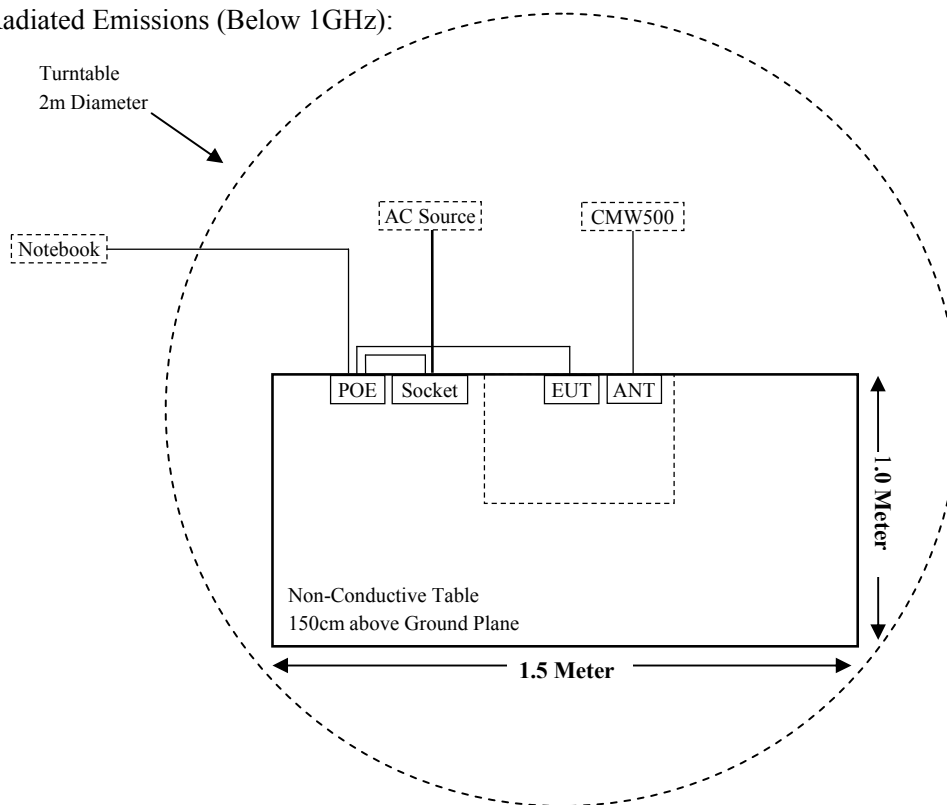 adiated Emissions (Below 1GHz):
Turntable
2m Diameter
AC Source
CMW500
Notebook
POE
Socket
EUT
ANT
1.0 Meter
Non-Conductive Table
150cm above Ground Plane
1.5 Meter